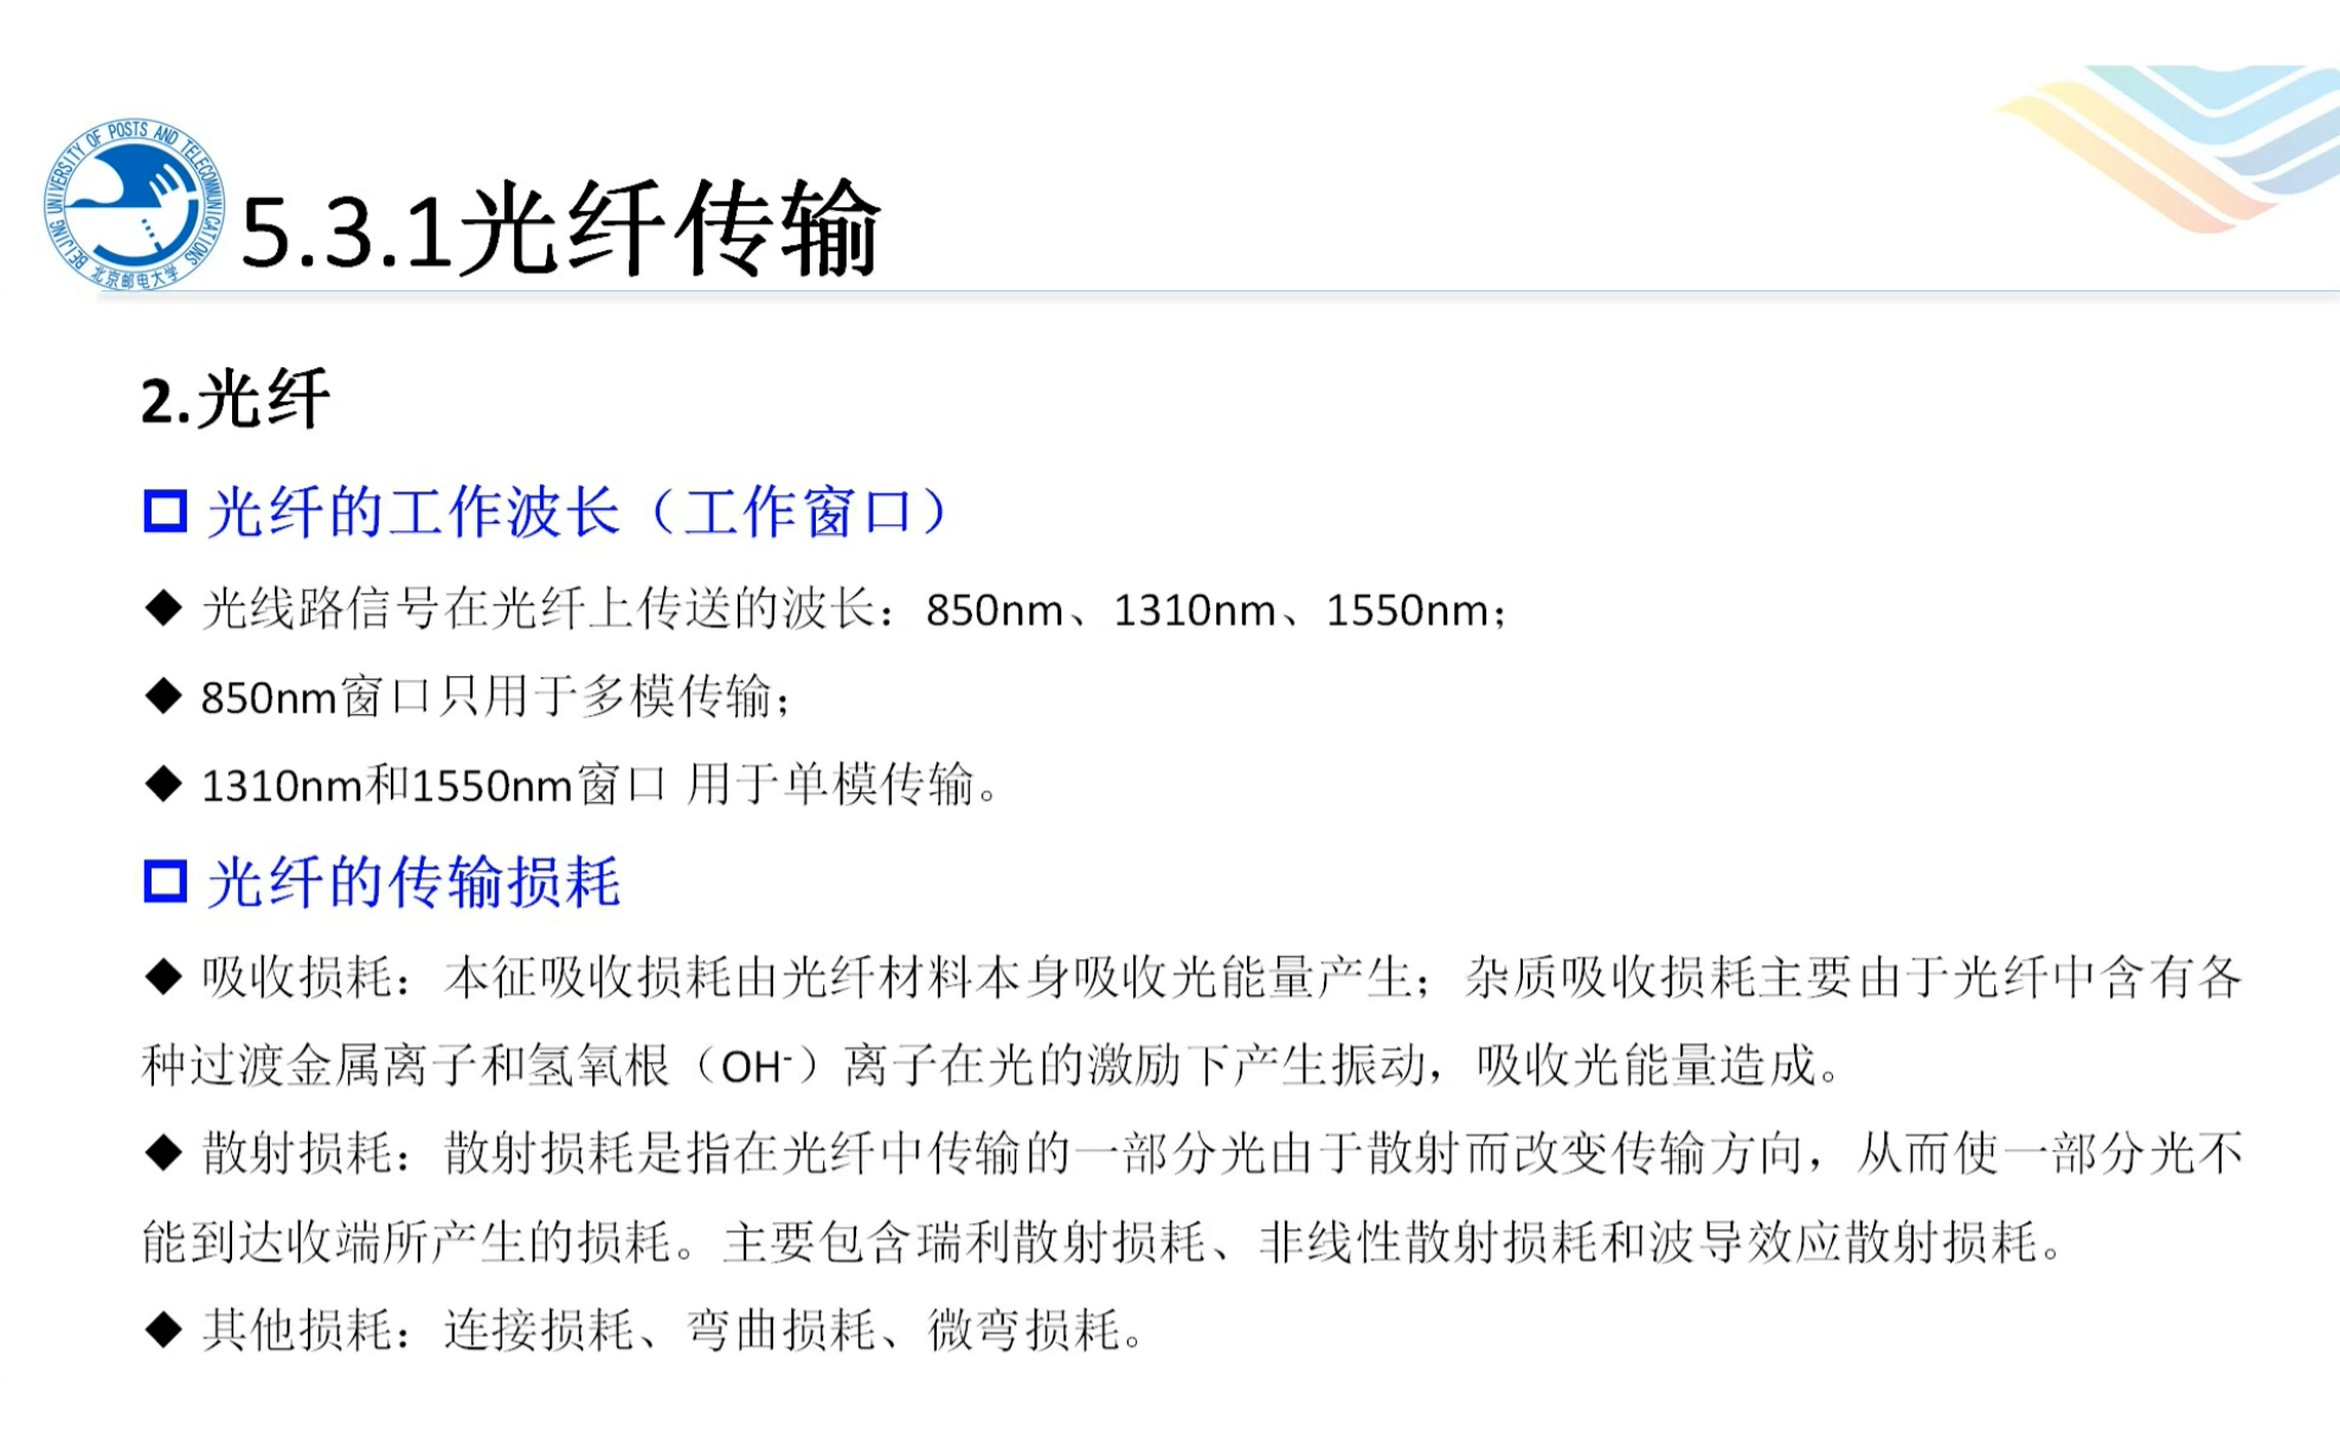 BEIJING UNIVERSITY OF POSTS AND TELECOMMUNICATIONS
北京邮电大学
5.3.1光纤传输
2.光纤
光纤的工作波长（工作窗口）
◆ 光线路信号在光纤上传送的波长：850nm、1310nm、1550nm；
◆ 850nm窗口只用于多模传输；
◆ 1310nm和1550nm窗口 用于单模传输。
光纤的传输损耗
◆ 吸收损耗：本征吸收损耗由光纤材料本身吸收光能量产生；杂质吸收损耗主要由于光纤中含有各
种过渡金属离子和氢氧根（OH⁻）离子在光的激励下产生振动，吸收光能量造成。
◆ 散射损耗：散射损耗是指在光纤中传输的一部分光由于散射而改变传输方向，从而使一部分光不
能到达收端所产生的损耗。主要包含瑞利散射损耗、非线性散射损耗和波导效应散射损耗。
◆ 其他损耗：连接损耗、弯曲损耗、微弯损耗。